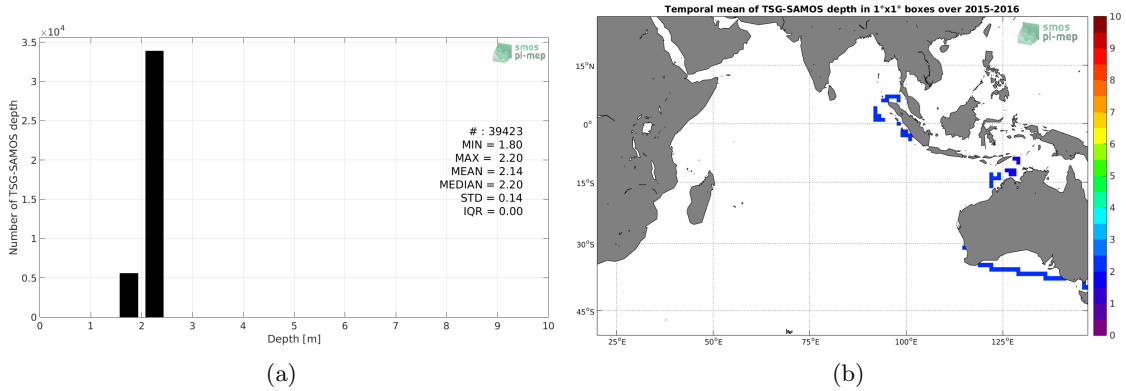 Temporal mean of TSG-SAMOS depth in 1°x1° boxes over 2015-2016
×10⁴
3.5
3
2.5
2
1.5
1
0.5
0
Number of TSG-SAMOS depth
smos
pi-mep
# : 39423
MIN = 1.80
MAX = 2.20
MEAN = 2.14
MEDIAN = 2.20
STD = 0.14
IQR = 0.00
0 1 2 3 4 5 6 7 8 9 10
Depth [m]
(a)
smos
pi-mep
15°N
0°
15°S
30°S
45°S
25°E 50°E 75°E 100°E 125°E
10
9
8
7
6
5
4
3
2
1
0
(b)